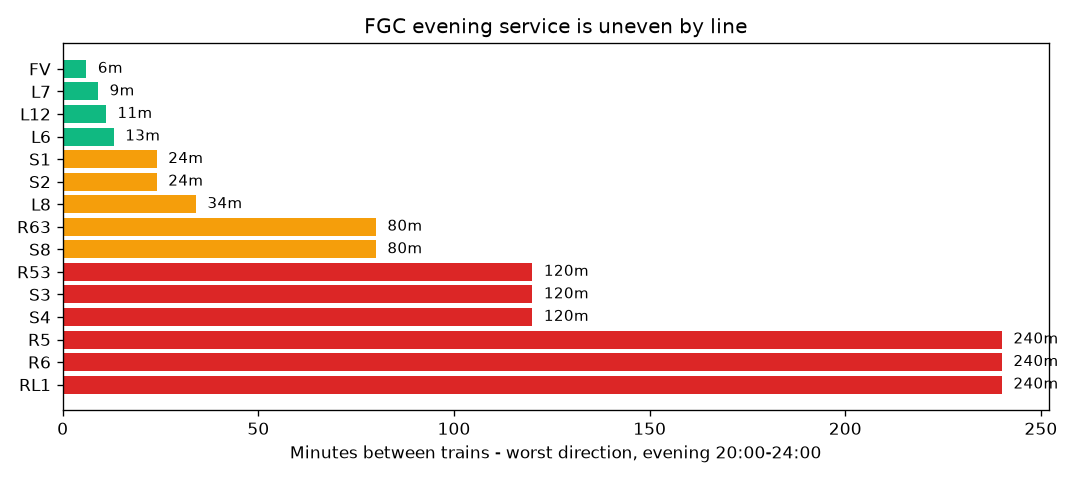 FGC evening service is uneven by line
FV 6m
L7 9m
L12 11m
L6 13m
S1 24m
S2 24m
L8 34m
R63 80m
S8 80m
R53 120m
S3 120m
S4 120m
R5 240m
R6 240m
RL1 240m
0 50 100 150 200 250
Minutes between trains - worst direction, evening 20:00-24:00